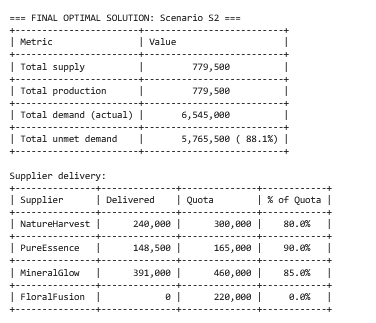 === FINAL OPTIMAL SOLUTION: Scenario S2 ===
+----------------------+----------------------+
| Metric | Value |
+----------------------+----------------------+
| Total supply | 779,500 |
+----------------------+----------------------+
| Total production | 779,500 |
+----------------------+----------------------+
| Total demand (actual) | 6,545,000 |
+----------------------+----------------------+
| Total unmet demand | 5,765,500 ( 88.1%) |
+----------------------+----------------------+
Supplier delivery:
+---------------+-------------+-------------+------------+
| Supplier | Delivered | Quota | % of Quota |
+---------------+-------------+-------------+------------+
| NatureHarvest | 240,000 | 300,000 | 80.0% |
+---------------+-------------+-------------+------------+
| PureEssence | 148,500 | 165,000 | 90.0% |
+---------------+-------------+-------------+------------+
| MineralGlow | 391,000 | 460,000 | 85.0% |
+---------------+-------------+-------------+------------+
| FloralFusion | 0 | 220,000 | 0.0% |
+---------------+-------------+-------------+------------+